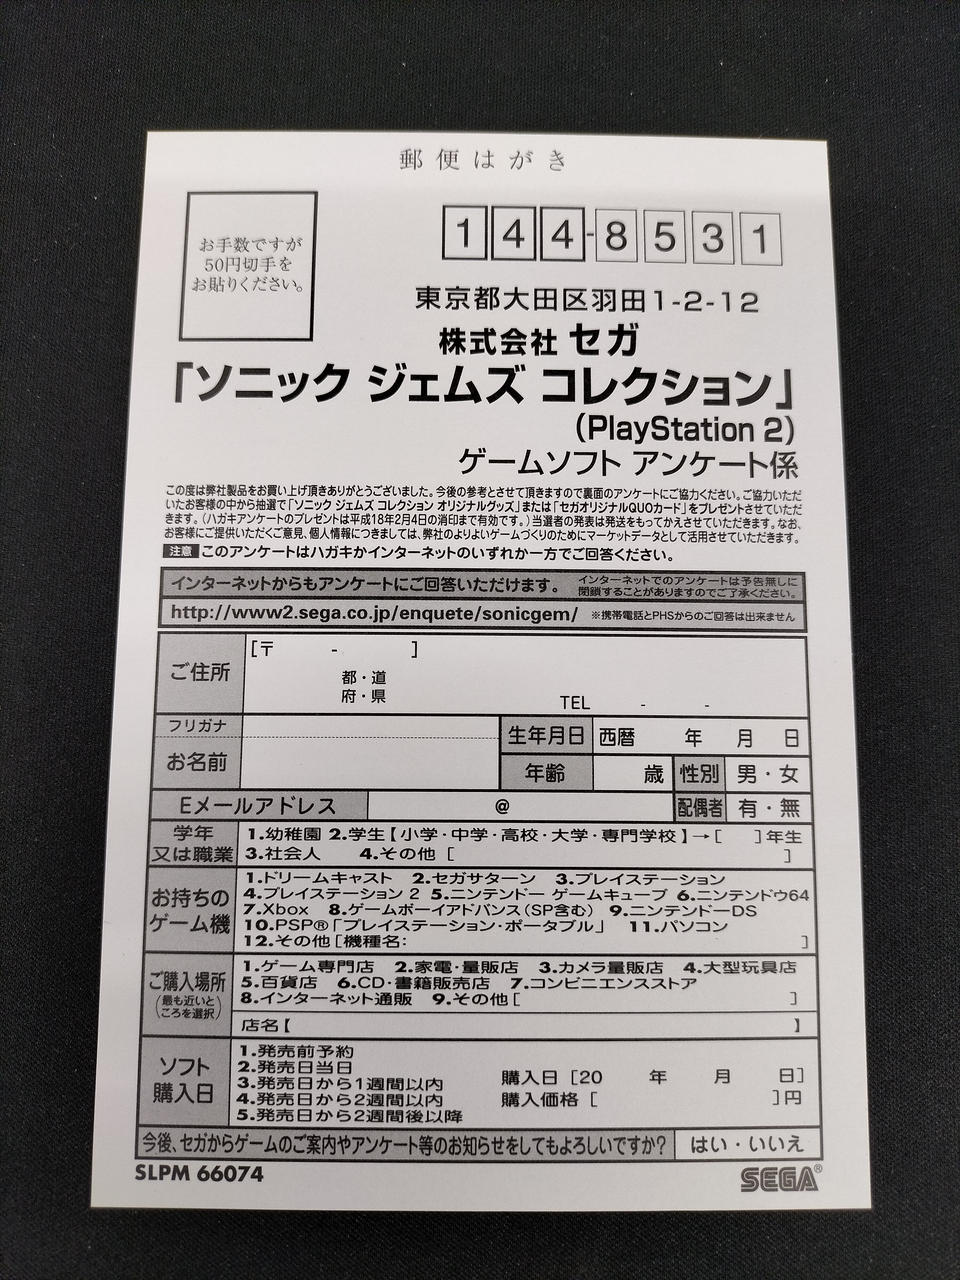 郵便はがき
お手数ですが
50円切手を
お貼りください。
144-8531
東京都大田区羽田1-2-12
株式会社 セガ
「ソニック ジェムズ コレクション」
(PlayStation 2)
ゲームソフト アンケート係
この度は弊社製品をお買い上げ頂きありがとうございました。今後の参考とさせて頂きますので裏面のアンケートにご協力ください。ご協力いただ
いたお客様の中から抽選で「ソニック ジェムズ コレクション オリジナルグッズ」または「セガオリジナルQUOカード」をプレゼントさせていただ
きます。(ハガキアンケートのプレゼントは平成18年2月4日の消印まで有効です。)当選者の発表は発送をもってかえさせていただきます。なお、
お客様にご提供いただくご意見、個人情報につきましては、弊社のよりよいゲームづくりのためにマーケットデータとして活用させていただきます。
注意 このアンケートはハガキかインターネットのいずれか一方でご回答ください。
インターネットからもアンケートにご回答いただけます。 インターネットでのアンケートは予告無しに
閉鎖することがありますのでご了承ください。
http://www2.sega.co.jp/enquete/sonicgem/ ※携帯電話とPHSからのご回答は出来ません
ご住所 [〒 - ]
都・道
府・県
TEL - -
フリガナ
お名前
生年月日 西暦 年 月 日
年齢 歳 性別 男・女
Eメールアドレス @ 配偶者 有・無
学年
又は職業
1.幼稚園 2.学生【小学・中学・高校・大学・専門学校】→[ ]年生
3.社会人 4.その他 [ ]
お持ちの
ゲーム機
1.ドリームキャスト 2.セガサターン 3.プレイステーション
4.プレイステーション 2 5.ニンテンドー ゲームキューブ 6.ニンテンドウ64
7.Xbox 8.ゲームボーイアドバンス(SP含む) 9.ニンテンドーDS
10.PSP®「プレイステーション・ポータブル」 11.パソコン
12.その他[機種名: ]
ご購入場所
(最も近いと
ころを選択)
1.ゲーム専門店 2.家電・量販店 3.カメラ量販店 4.大型玩具店
5.百貨店 6.CD・書籍販売店 7.コンビニエンスストア
8.インターネット通販 9.その他[ ]
店名【 】
ソフト
購入日
1.発売前予約
2.発売日当日
3.発売日から1週間以内
4.発売日から2週間以内
5.発売日から2週間後以降
購入日 [20 年 月 日]
購入価格 [ ]円
今後、セガからゲームのご案内やアンケート等のお知らせをしてもよろしいですか? はい・いいえ
SLPM 66074
SEGA®